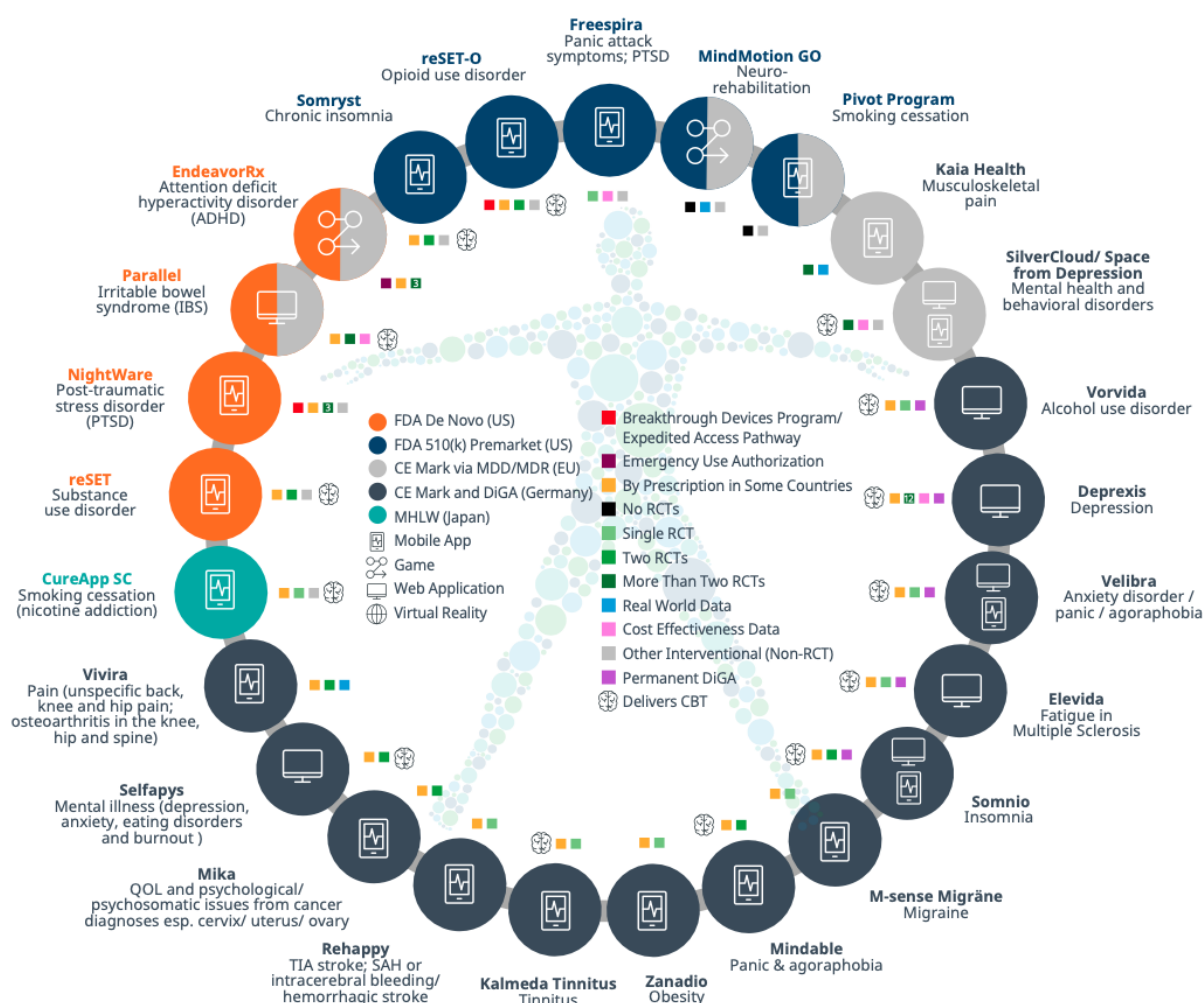 Freespira
Panic attack
symptoms; PTSD
reSET-O
Opioid use disorder
MindMotion GO
Neuro-
rehabilitation
Somryst
Chronic insomnia
Pivot Program
Smoking cessation
EndeavorRx
Attention deficit
hyperactivity disorder
(ADHD)
Kaia Health
Musculoskeletal
pain
Parallel
Irritable bowel
syndrome (IBS)
SilverCloud/ Space
from Depression
Mental health and
behavioral disorders
3
NightWare
Post-traumatic
stress disorder
(PTSD)
3
Vorvida
Alcohol use disorder
reSET
Substance
use disorder
Deprexis
Depression
12
CureApp SC
Smoking cessation
(nicotine addiction)
Velibra
Anxiety disorder /
panic / agoraphobia
FDA De Novo (US)
FDA 510(k) Premarket (US)
CE Mark via MDD/MDR (EU)
CE Mark and DiGA (Germany)
MHLW (Japan)
Mobile App
Game
Web Application
Virtual Reality
Breakthrough Devices Program/
Expedited Access Pathway
Emergency Use Authorization
By Prescription in Some Countries
No RCTs
Single RCT
Two RCTs
More Than Two RCTs
Real World Data
Cost Effectiveness Data
Other Interventional (Non-RCT)
Permanent DiGA
Delivers CBT
Vivira
Pain (unspecific back,
knee and hip pain;
osteoarthritis in the knee,
hip and spine)
Elevida
Fatigue in
Multiple Sclerosis
Selfapys
Mental illness (depression,
anxiety, eating disorders
and burnout )
Somnio
Insomnia
Mika
QOL and psychological/
psychosomatic issues from cancer
diagnoses esp. cervix/ uterus/ ovary
M-sense Migräne
Migraine
Rehappy
TIA stroke; SAH or
intracerebral bleeding/
hemorrhagic stroke
Mindable
Panic & agoraphobia
Kalmeda Tinnitus
Tinnitus
Zanadio
Obesity